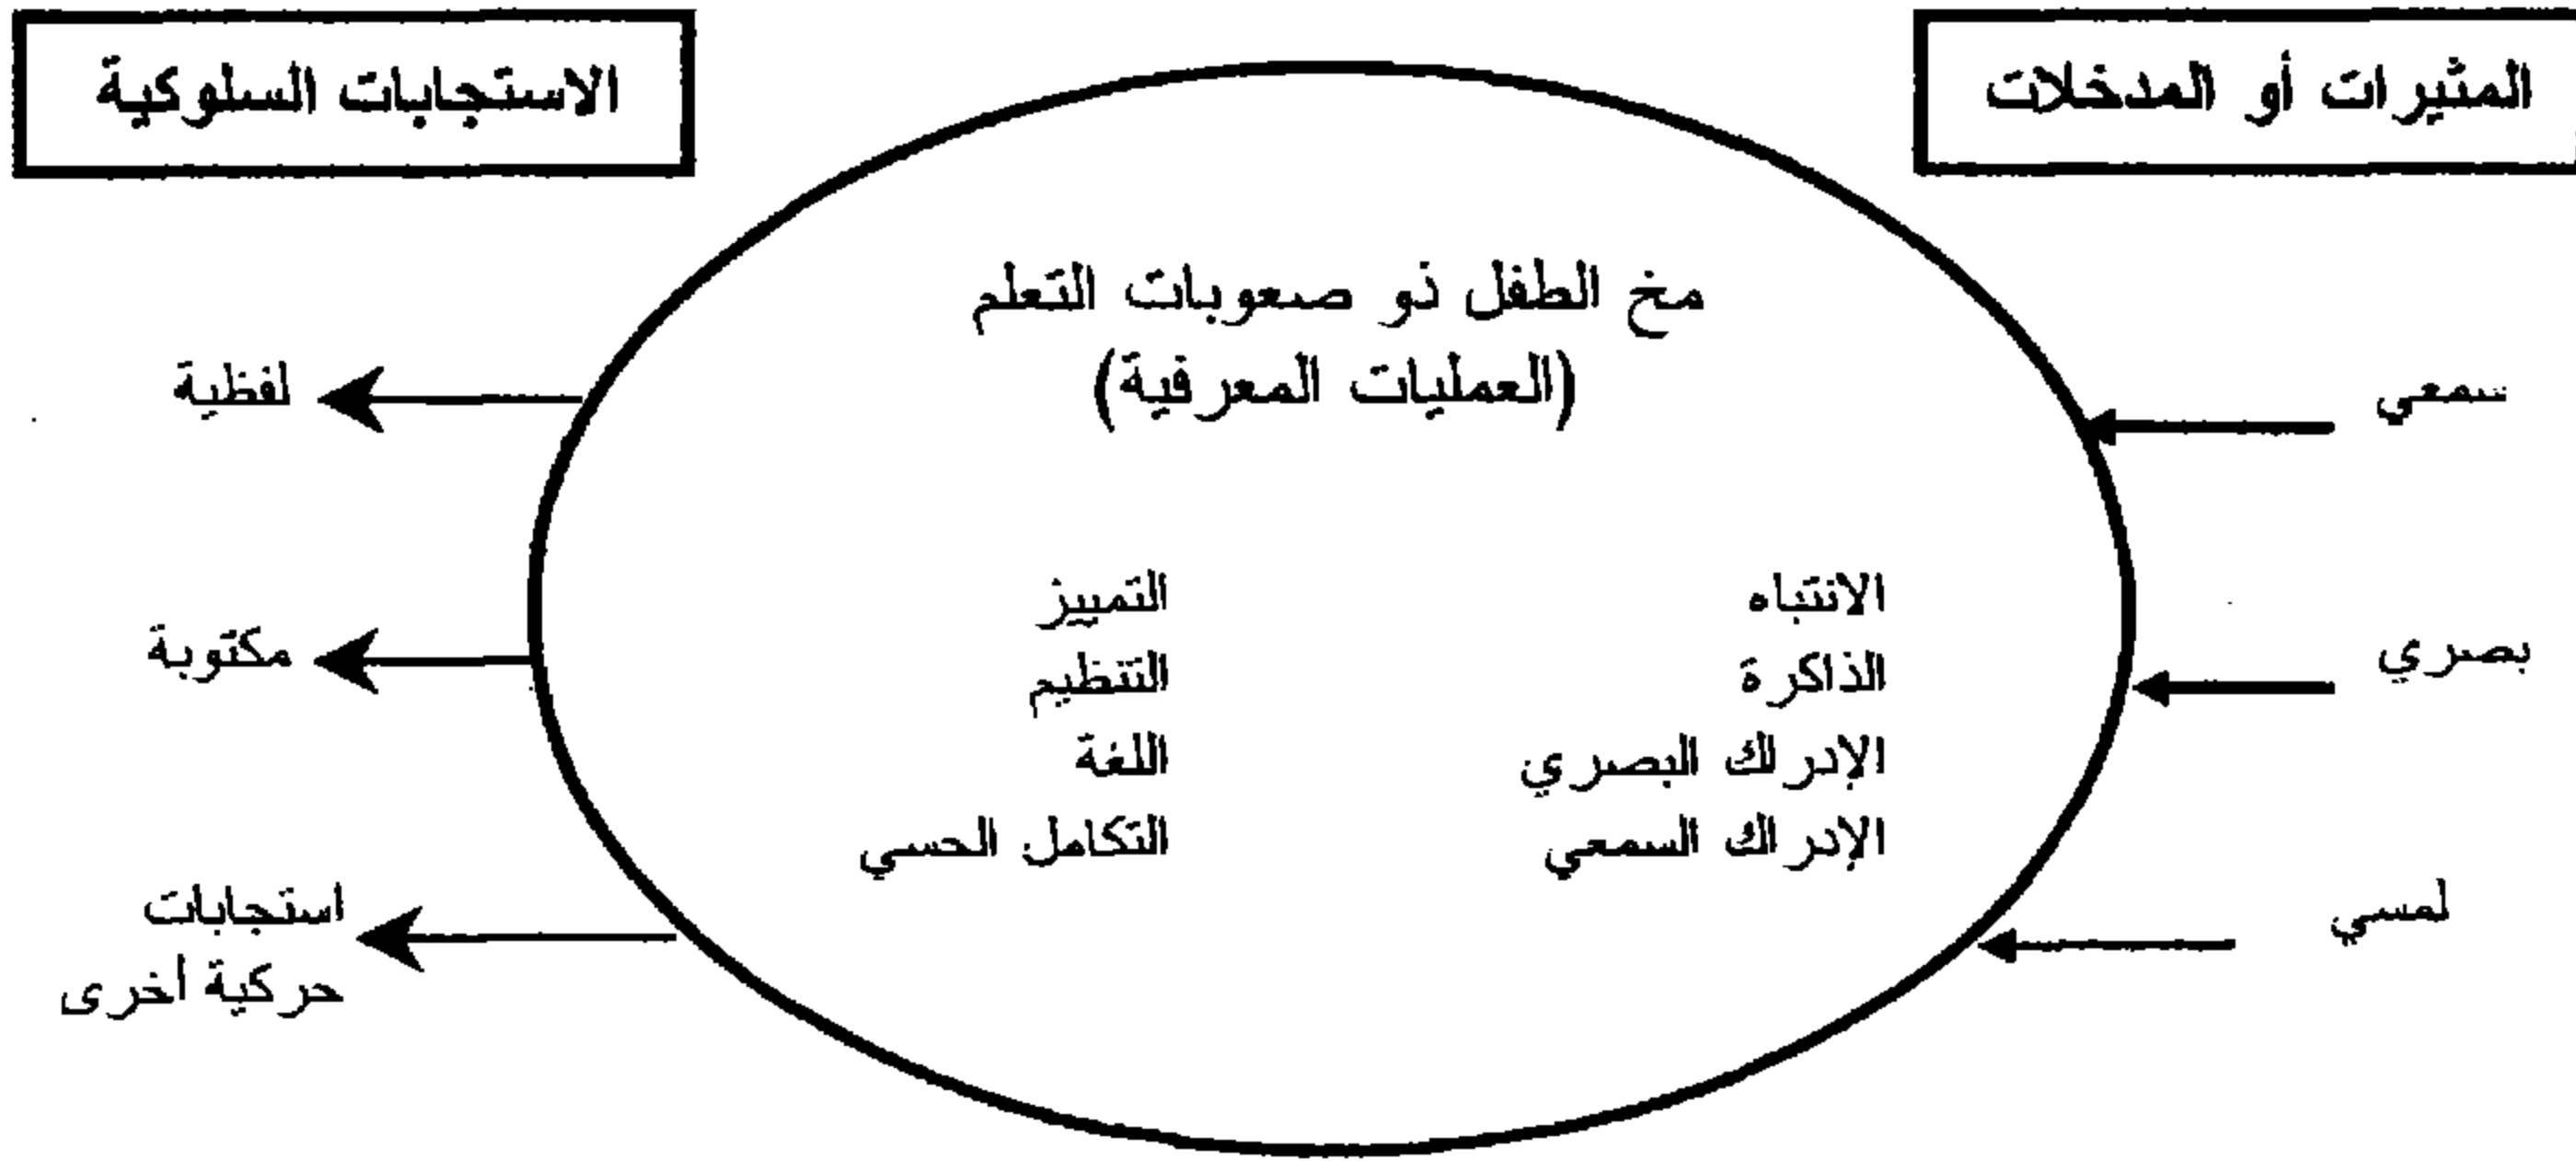 المثيرات أو المدخلات
الاستجابات السلوكية
مخ الطفل ذو صعوبات التعلم
(العمليات المعرفية)
سمعي
لفظية
الانتباه
التمييز
بصري
مكتوبة
الذاكرة
التنظيم
الإدراك البصري
اللغة
الإدراك السمعي
التكامل الحسي
لمسي
استجابات
حركية أخرى